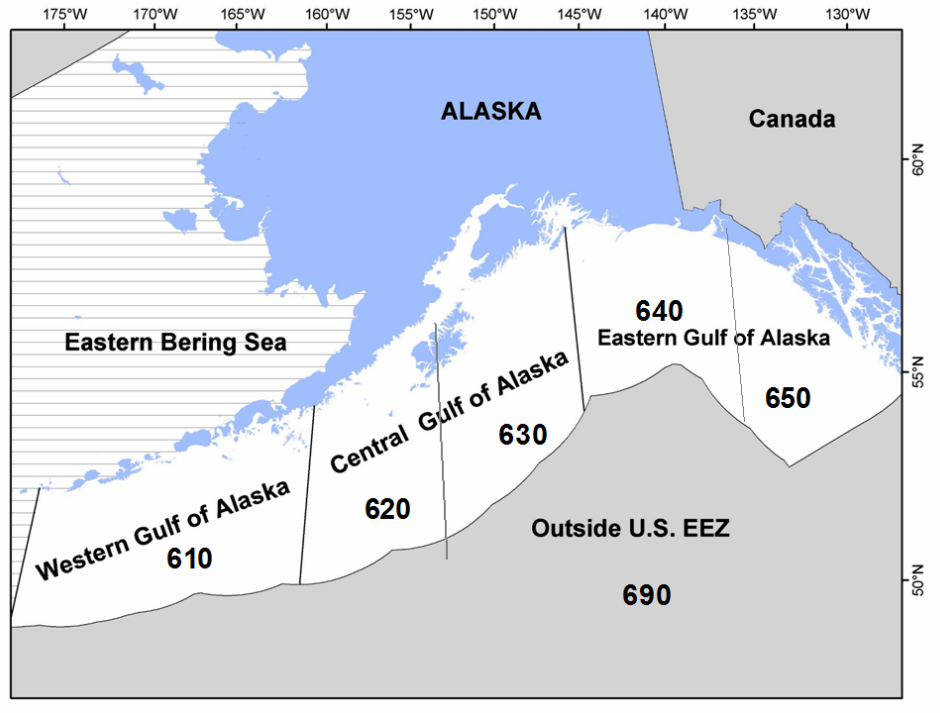 175°W 170°W 165°W 160°W 155°W 150°W 145°W 140°W 135°W 130°W
ALASKA
Canada
60°N
640
Eastern Bering Sea
Eastern Gulf of Alaska
55°N
Central Gulf of Alaska
650
630
Western Gulf of Alaska
620
Outside U.S. EEZ
610
50°N
690